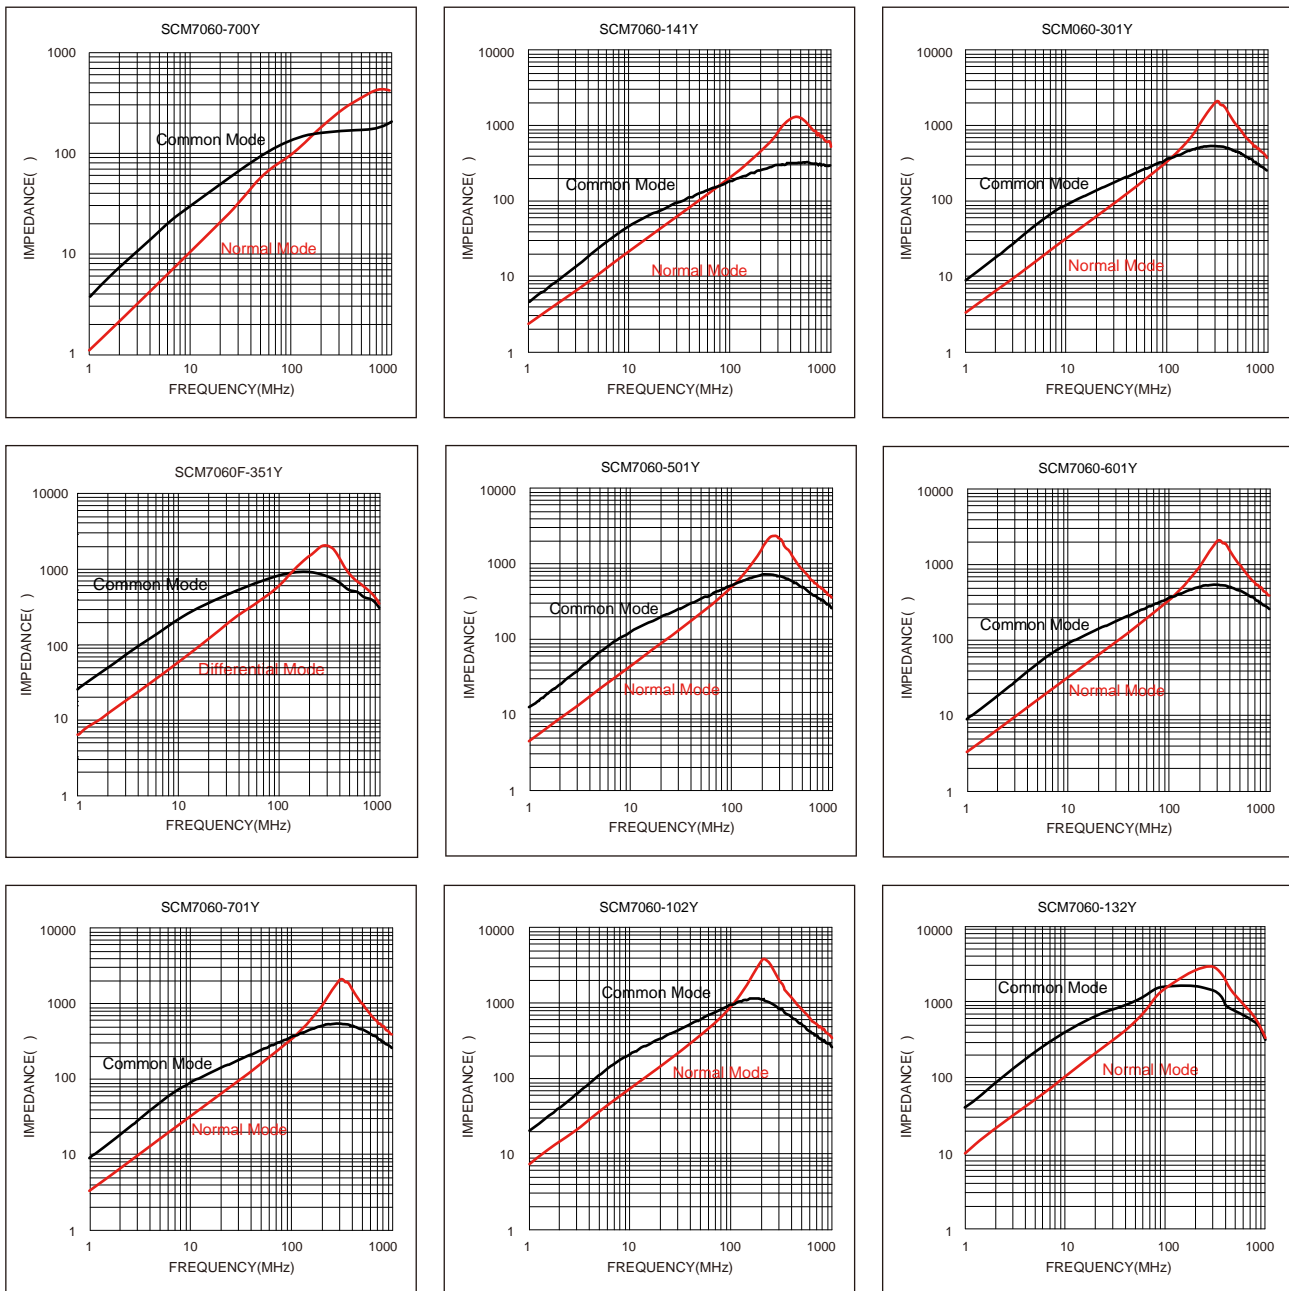 SCM7060-700Y
1000
100
10
1
IMPEDANCE( )
Common Mode
Normal Mode
1 10 100 1000
FREQUENCY(MHz)
SCM7060-141Y
10000
1000
100
10
1
IMPEDANCE( )
Common Mode
Normal Mode
1 10 100 1000
FREQUENCY(MHz)
SCM060-301Y
10000
1000
100
10
1
IMPEDANCE( )
Common Mode
Normal Mode
1 10 100 1000
FREQUENCY(MHz)
SCM7060F-351Y
10000
1000
100
10
1
IMPEDANCE( )
Common Mode
Differential Mode
1 10 100 1000
FREQUENCY(MHz)
SCM7060-501Y
10000
1000
100
10
1
IMPEDANCE( )
Common Mode
Normal Mode
1 10 100 1000
FREQUENCY(MHz)
SCM7060-601Y
10000
1000
100
10
1
IMPEDANCE( )
Common Mode
Normal Mode
1 10 100 1000
FREQUENCY(MHz)
SCM7060-701Y
10000
1000
100
10
1
IMPEDANCE( )
Common Mode
Normal Mode
1 10 100 1000
FREQUENCY(MHz)
SCM7060-102Y
10000
1000
100
10
1
IMPEDANCE( )
Common Mode
Normal Mode
1 10 100 1000
FREQUENCY(MHz)
SCM7060-132Y
10000
1000
100
10
1
IMPEDANCE( )
Common Mode
Normal Mode
1 10 100 1000
FREQUENCY(MHz)